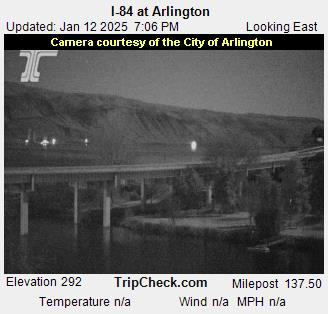 I-84 at Arlington
Updated: Jan 12 2025 7:06 PM Looking East
Camera courtesy of the City of Arlington
Elevation 292 TripCheck.com Milepost 137.50
Temperature n/a Wind n/a MPH n/a